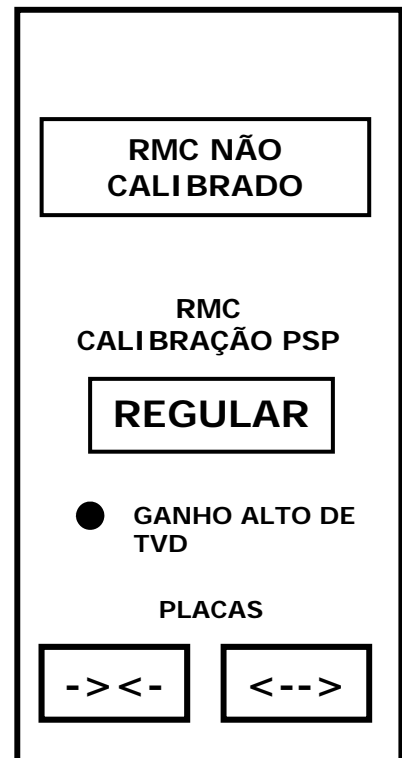 RMC NÃO
CALIBRADO
RMC
CALIBRAÇÃO PSP
REGULAR
GANHO ALTO DE
TVD
PLACAS
-><- <-->